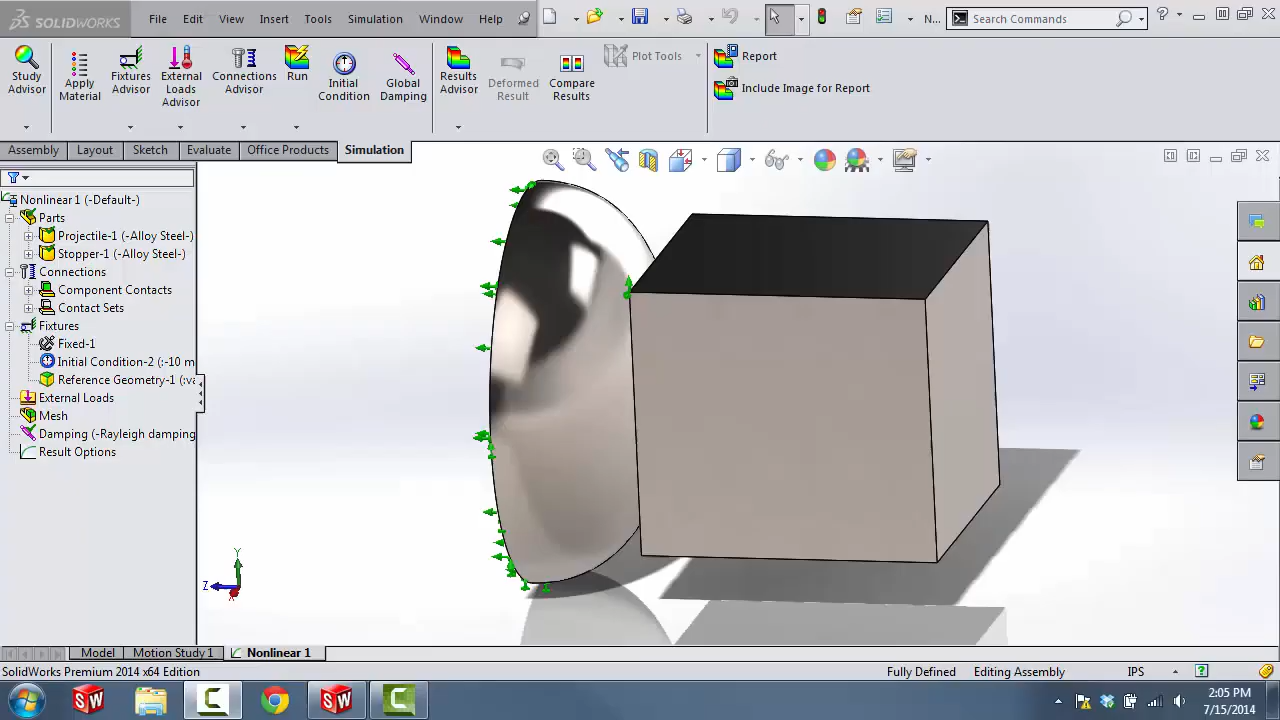 SOLIDWORKS File Edit View Insert Tools Simulation Window Help N... Search Commands ?
Study Advisor
Apply Material
Fixtures Advisor
External Loads Advisor
Connections Advisor
Run
Initial Condition
Global Damping
Results Advisor
Deformed Result
Compare Results
Plot Tools
Report
Include Image for Report
Assembly Layout Sketch Evaluate Office Products Simulation
Nonlinear 1 (-Default-)
Parts
Projectile-1 (-Alloy Steel-)
Stopper-1 (-Alloy Steel-)
Connections
Component Contacts
Contact Sets
Fixtures
Fixed-1
Initial Condition-2 (:-10 m
Reference Geometry-1 (:va
External Loads
Mesh
Damping (-Rayleigh damping
Result Options
Y
Z
X
Model Motion Study 1 Nonlinear 1
SolidWorks Premium 2014 x64 Edition Fully Defined Editing Assembly IPS ?
SW SW
2:05 PM
7/15/2014